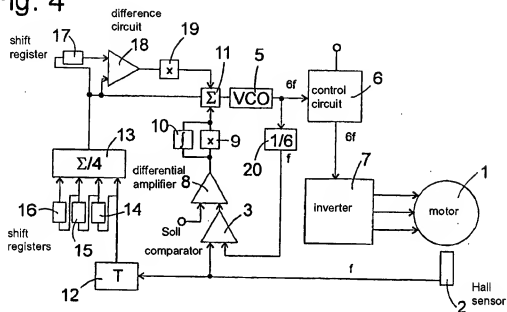 Fig. 4
difference
circuit
shift
register
17
18
19
x
11
Σ
5
VCO
6f
control
circuit
6
10
∫
x
9
1/6
20
f
6f
13
Σ/4
differential
amplifier
8
7
inverter
1
motor
16
15
14
Soll
3
shift
registers
comparator
12
T
f
2
Hall
sensor